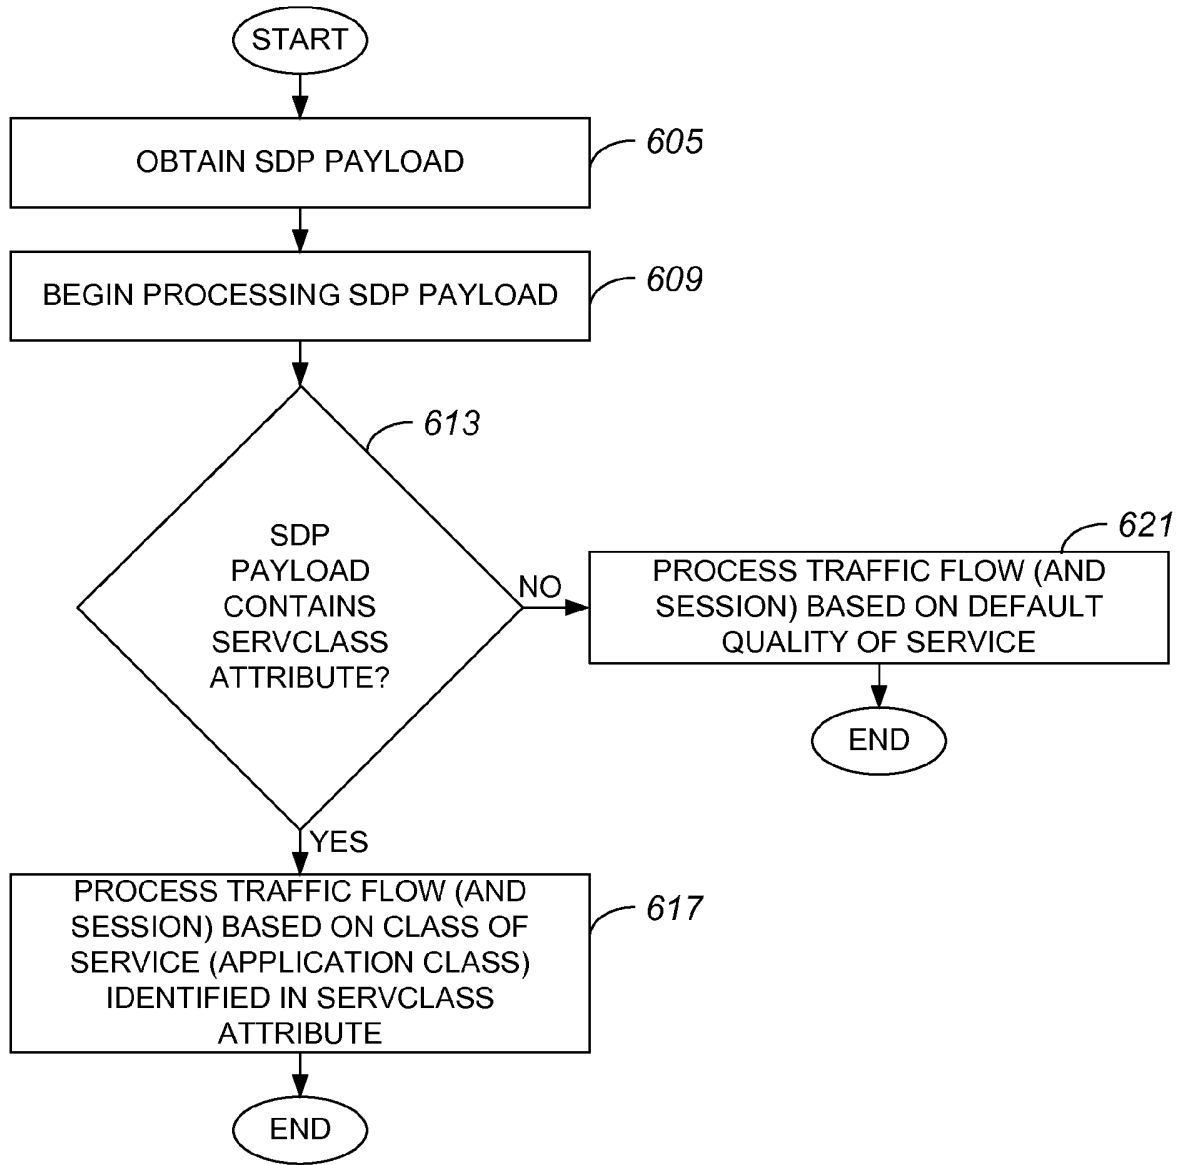 START
OBTAIN SDP PAYLOAD
605
BEGIN PROCESSING SDP PAYLOAD
609
613
SDP
PAYLOAD
CONTAINS
SERVCLASS
ATTRIBUTE?
NO
621
PROCESS TRAFFIC FLOW (AND
SESSION) BASED ON DEFAULT
QUALITY OF SERVICE
END
YES
PROCESS TRAFFIC FLOW (AND
SESSION) BASED ON CLASS OF
SERVICE (APPLICATION CLASS)
IDENTIFIED IN SERVCLASS
ATTRIBUTE
617
END